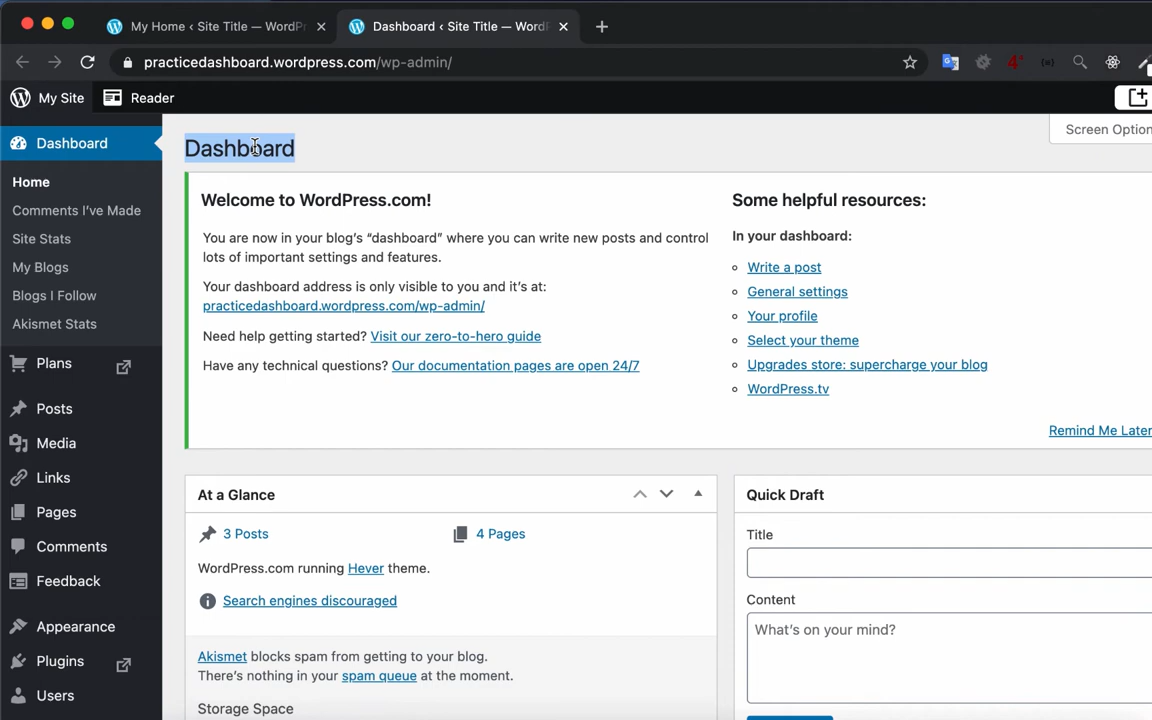 My Home ‹ Site Title — WordPr
Dashboard ‹ Site Title — WordP
practicedashboard.wordpress.com/wp-admin/
My Site
Reader
Screen Option
Dashboard
Home
Comments I've Made
Site Stats
My Blogs
Blogs I Follow
Akismet Stats
Plans
Posts
Media
Links
Pages
Comments
Feedback
Appearance
Plugins
Users
Dashboard
Welcome to WordPress.com!
You are now in your blog's “dashboard” where you can write new posts and control
lots of important settings and features.
Your dashboard address is only visible to you and it's at:
practicedashboard.wordpress.com/wp-admin/
Need help getting started? Visit our zero-to-hero guide
Have any technical questions? Our documentation pages are open 24/7
Some helpful resources:
In your dashboard:
Write a post
General settings
Your profile
Select your theme
Upgrades store: supercharge your blog
WordPress.tv
Remind Me Later
At a Glance
3 Posts
4 Pages
WordPress.com running Hever theme.
Search engines discouraged
Akismet blocks spam from getting to your blog.
There's nothing in your spam queue at the moment.
Storage Space
Quick Draft
Title
Content
What's on your mind?